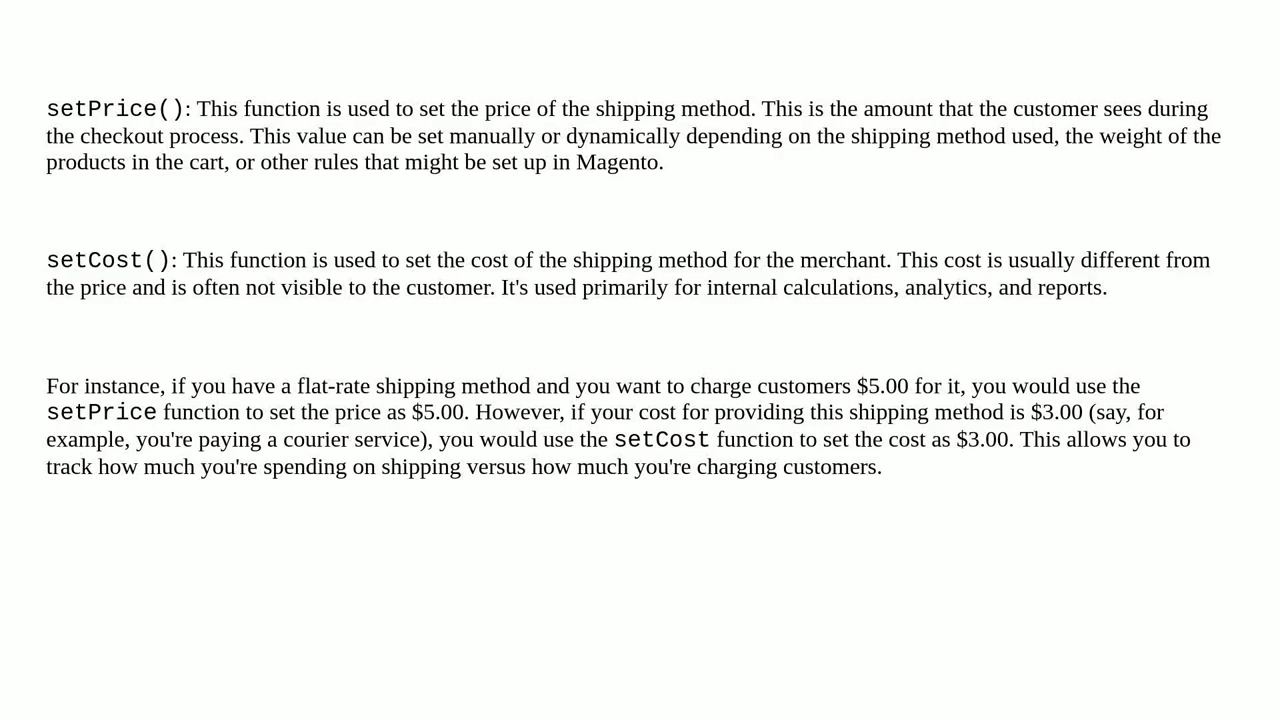 setPrice(): This function is used to set the price of the shipping method. This is the amount that the customer sees during
the checkout process. This value can be set manually or dynamically depending on the shipping method used, the weight of the
products in the cart, or other rules that might be set up in Magento.
setCost(): This function is used to set the cost of the shipping method for the merchant. This cost is usually different from
the price and is often not visible to the customer. It's used primarily for internal calculations, analytics, and reports.
For instance, if you have a flat-rate shipping method and you want to charge customers $5.00 for it, you would use the
setPrice function to set the price as $5.00. However, if your cost for providing this shipping method is $3.00 (say, for
example, you're paying a courier service), you would use the setCost function to set the cost as $3.00. This allows you to
track how much you're spending on shipping versus how much you're charging customers.